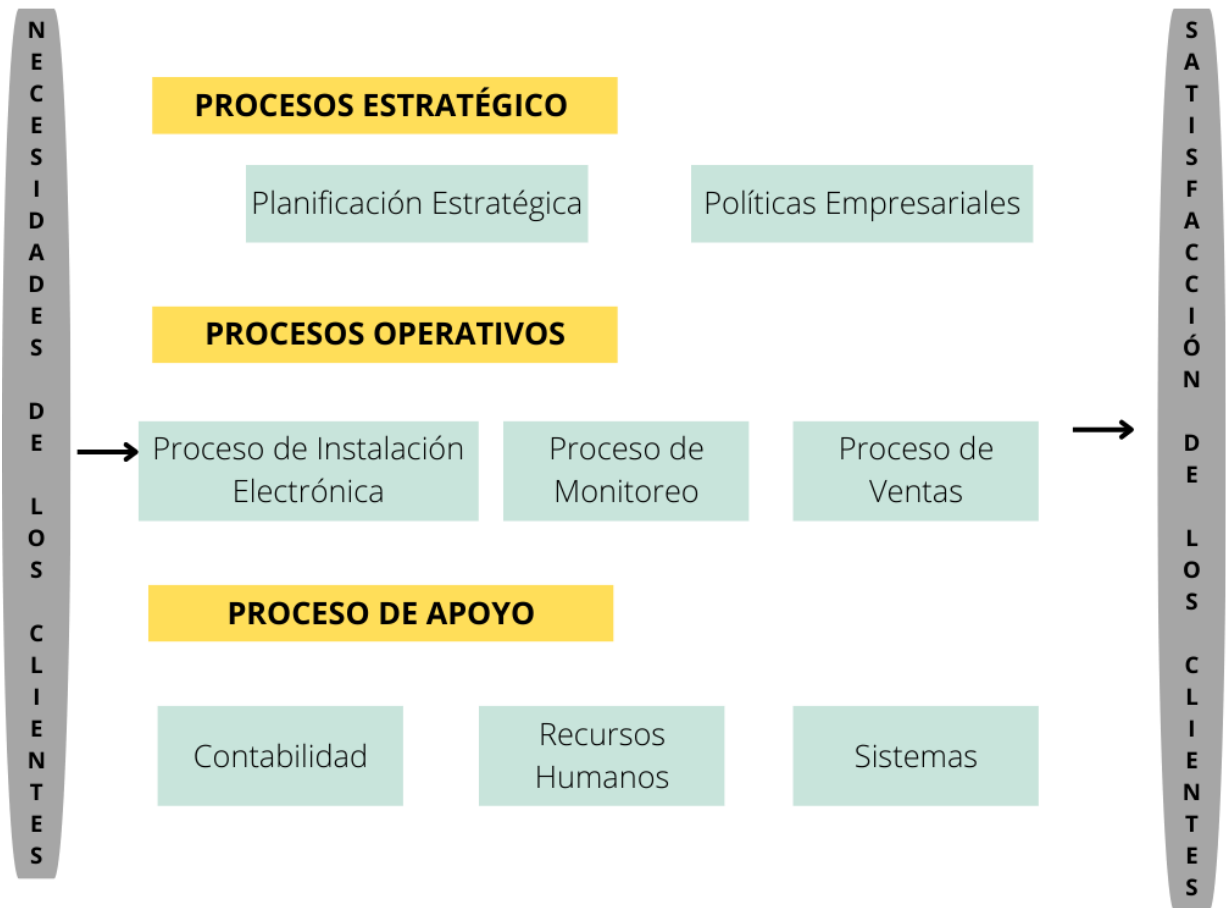 NECESIDADES DE LOS CLIENTES
PROCESOS ESTRATÉGICO
Planificación Estratégica
Políticas Empresariales
PROCESOS OPERATIVOS
Proceso de Instalación
Electrónica
Proceso de
Monitoreo
Proceso de
Ventas
PROCESO DE APOYO
Contabilidad
Recursos
Humanos
Sistemas
SATISFACCIÓN DE LOS CLIENTES